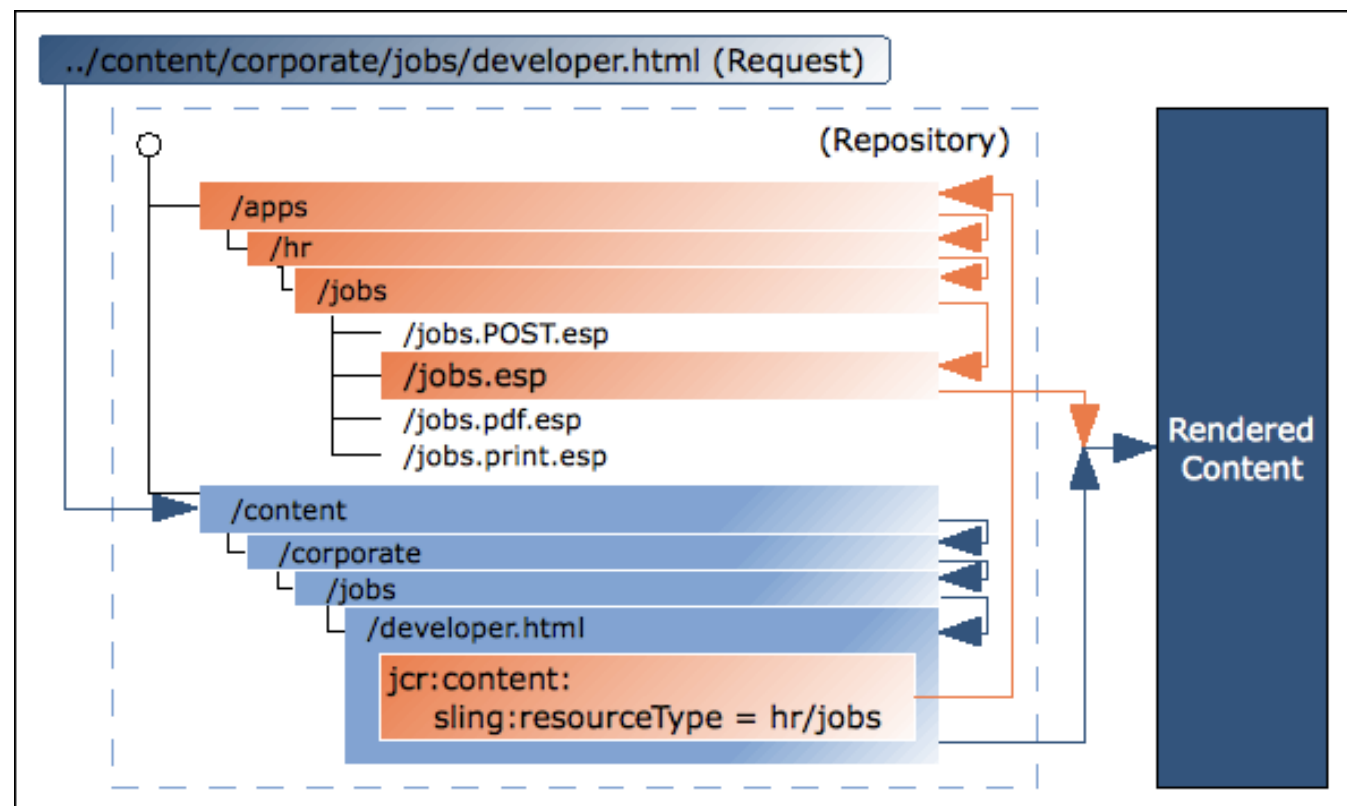 ../content/corporate/jobs/developer.html (Request)
(Repository)
/apps
/hr
/jobs
/jobs.POST.esp
/jobs.esp
/jobs.pdf.esp
/jobs.print.esp
Rendered
Content
/content
/corporate
/jobs
/developer.html
jcr:content:
sling:resourceType = hr/jobs